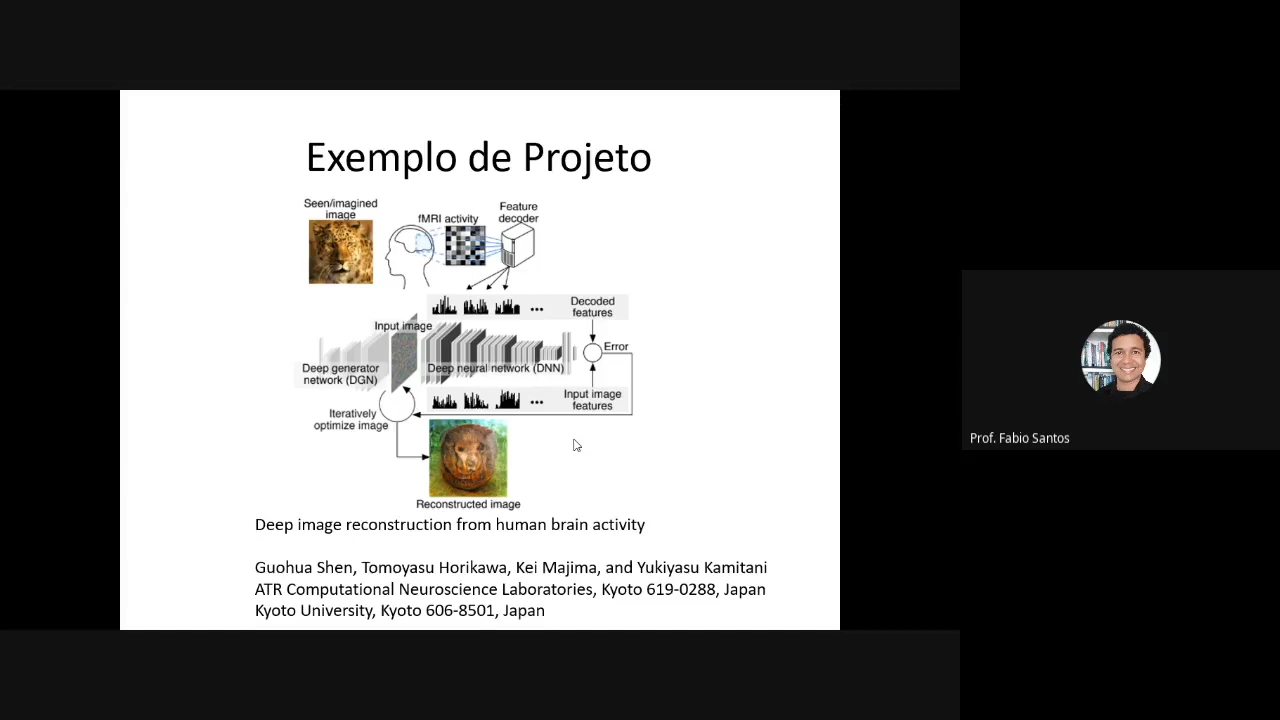 Exemplo de Projeto
Seen/imagined
image
fMRI activity
Feature
decoder
Decoded
features
Input image
Error
Deep generator
network (DGN)
Deep neural network (DNN)
Input image
features
Iteratively
optimize image
Reconstructed image
Deep image reconstruction from human brain activity
Guohua Shen, Tomoyasu Horikawa, Kei Majima, and Yukiyasu Kamitani
ATR Computational Neuroscience Laboratories, Kyoto 619-0288, Japan
Kyoto University, Kyoto 606-8501, Japan
Prof. Fabio Santos